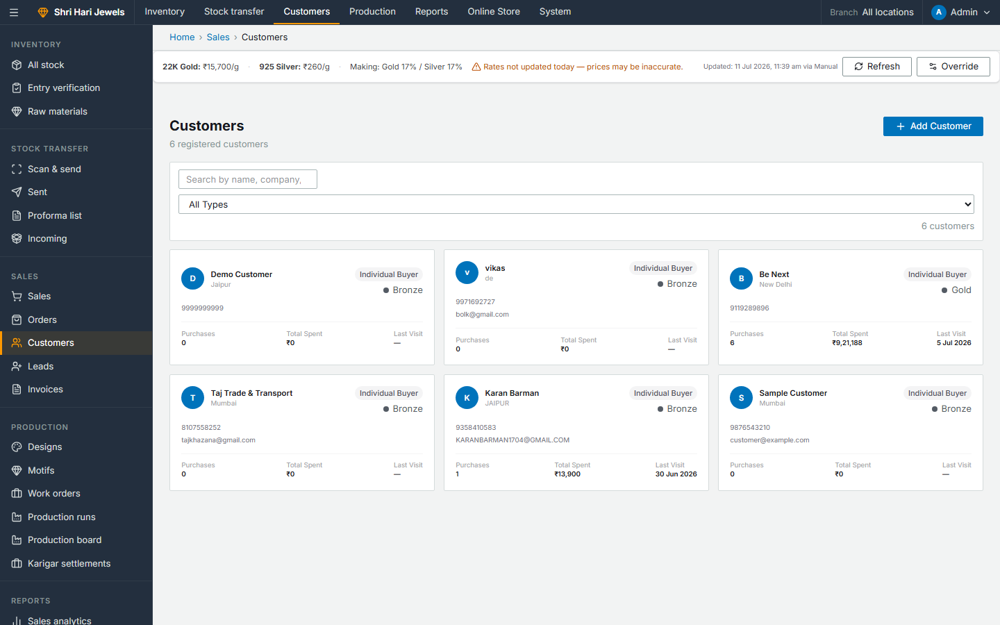 Shri Hari Jewels
Inventory
Stock transfer
Customers
Production
Reports
Online Store
System
Branch All locations
A Admin
INVENTORY
All stock
Entry verification
Raw materials
STOCK TRANSFER
Scan & send
Sent
Proforma list
Incoming
SALES
Sales
Orders
Customers
Leads
Invoices
PRODUCTION
Designs
Motifs
Work orders
Production runs
Production board
Karigar settlements
REPORTS
Sales analytics
Home › Sales › Customers
22K Gold: ₹15,700/g · 925 Silver: ₹260/g · Making: Gold 17% / Silver 17% Rates not updated today — prices may be inaccurate.
Updated: 11 Jul 2026, 11:39 am via Manual
Refresh
Override
Customers
6 registered customers
+ Add Customer
Search by name, company,
All Types
6 customers
D
Demo Customer
Jaipur
Individual Buyer
Bronze
9999999999
Purchases
0
Total Spent
₹0
Last Visit
—
v
vikas
de
Individual Buyer
Bronze
9971692727
bolk@gmail.com
Purchases
0
Total Spent
₹0
Last Visit
—
B
Be Next
New Delhi
Individual Buyer
Gold
9119289896
Purchases
6
Total Spent
₹9,21,188
Last Visit
5 Jul 2026
T
Taj Trade & Transport
Mumbai
Individual Buyer
Bronze
8107558252
tajkhazana@gmail.com
Purchases
0
Total Spent
₹0
Last Visit
—
K
Karan Barman
JAIPUR
Individual Buyer
Bronze
9358410583
KARANBARMAN1704@GMAIL.COM
Purchases
1
Total Spent
₹13,900
Last Visit
30 Jun 2026
S
Sample Customer
Mumbai
Individual Buyer
Bronze
9876543210
customer@example.com
Purchases
0
Total Spent
₹0
Last Visit
—